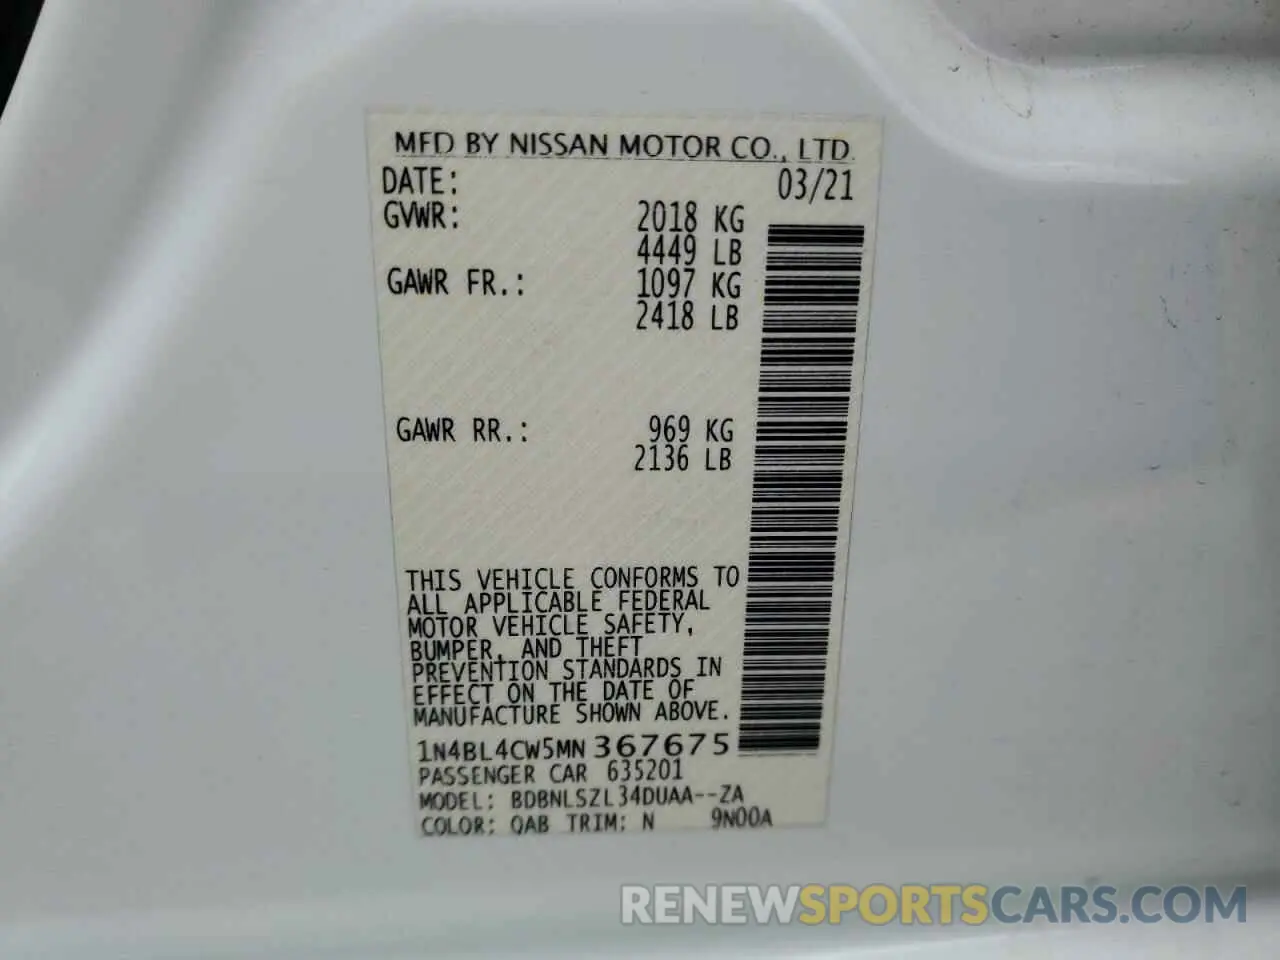 MFD BY NISSAN MOTOR CO., LTD.
DATE: 03/21
GVWR: 2018 KG
4449 LB
GAWR FR.: 1097 KG
2418 LB
GAWR RR.: 969 KG
2136 LB
THIS VEHICLE CONFORMS TO
ALL APPLICABLE FEDERAL
MOTOR VEHICLE SAFETY,
BUMPER, AND THEFT
PREVENTION STANDARDS IN
EFFECT ON THE DATE OF
MANUFACTURE SHOWN ABOVE.
1N4BL4CW5MN367675
PASSENGER CAR 635201
MODEL: BDBNLSZL34DUAA--ZA
COLOR: QAB TRIM: N 9N00A
RENEWSPORTSCARS.COM